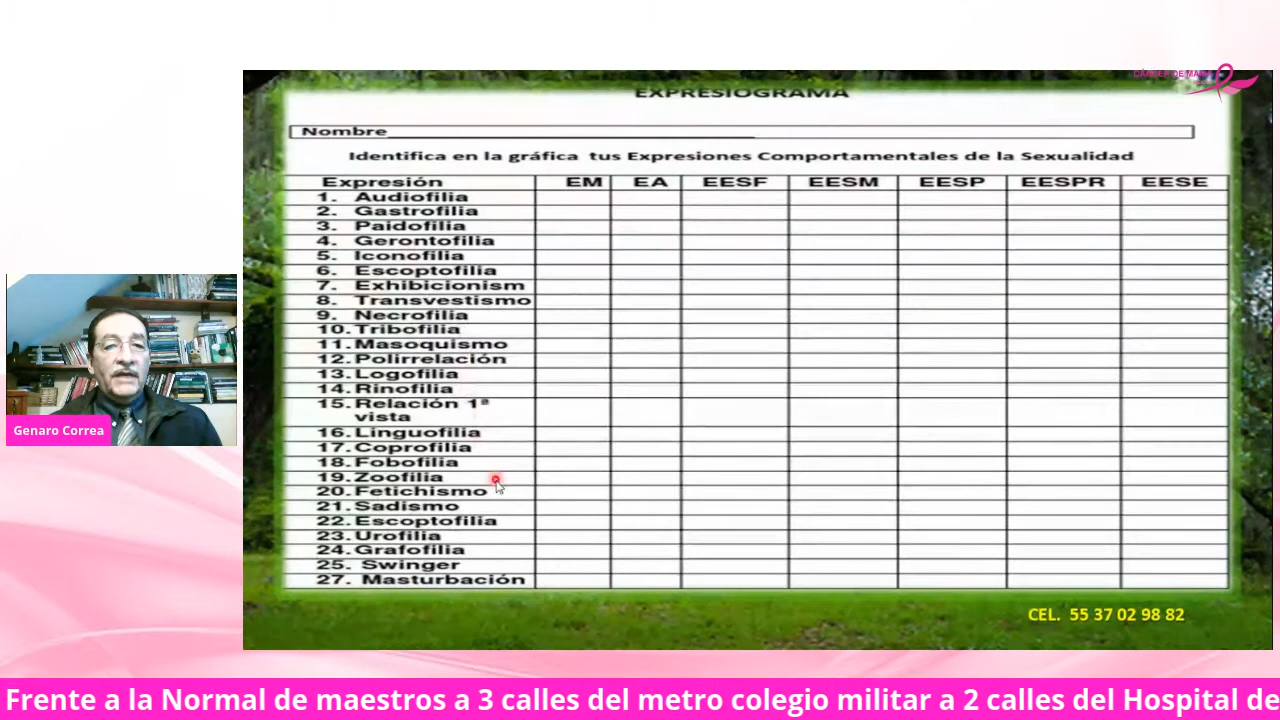 CÁNCER DE MAMA
EXPRESIOGRAMA
Nombre
Identifica en la gráfica tus Expresiones Comportamentales de la Sexualidad
Expresión EM EA EESF EESM EESP EESPR EESE
1. Audiofilia
2. Gastrofilia
3. Paidofilia
4. Gerontofilia
5. Iconofilia
6. Escoptofilia
7. Exhibicionism
8. Transvestismo
9. Necrofilia
10. Tribofilia
11. Masoquismo
12. Polirrelación
13. Logofilia
14. Rinofilia
15. Relación 1ª
vista
16. Linguofilia
17. Coprofilia
18. Fobofilia
19. Zoofilia
20. Fetichismo
21. Sadismo
22. Escoptofilia
23. Urofilia
24. Grafofilia
25. Swinger
27. Masturbación
Genaro Correa
CEL. 55 37 02 98 82
Frente a la Normal de maestros a 3 calles del metro colegio militar a 2 calles del Hospital de